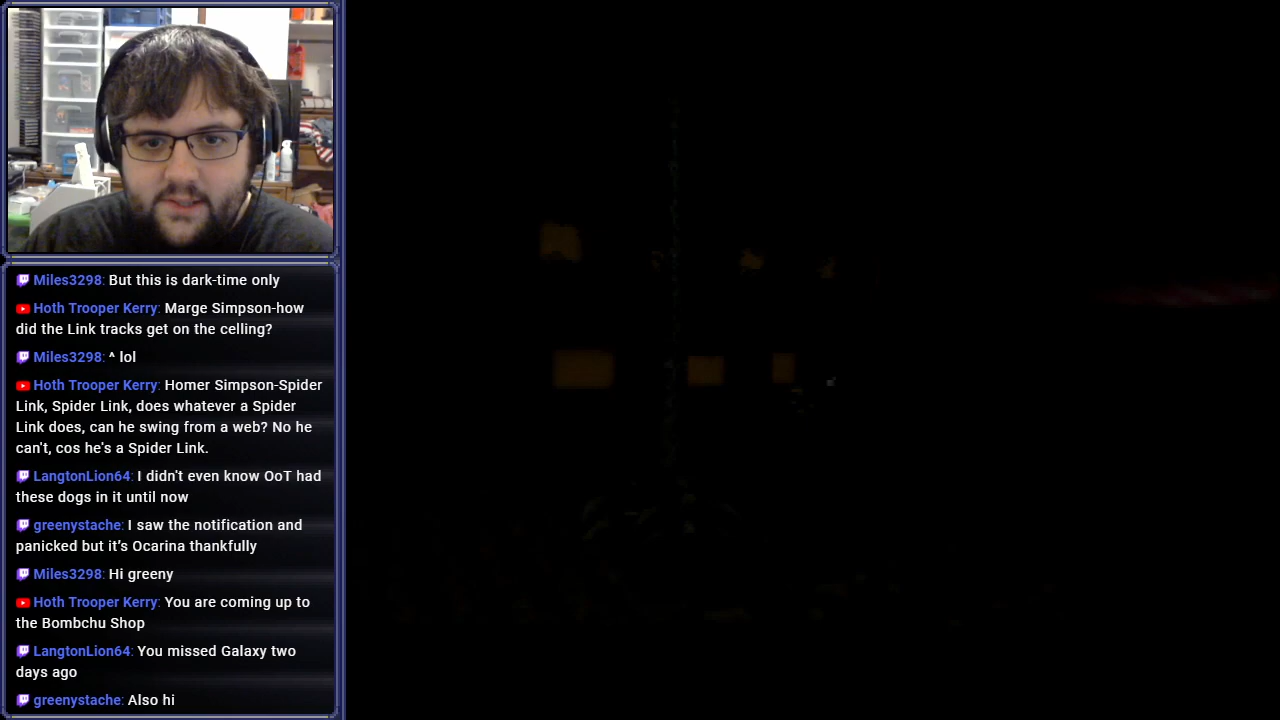 Miles3298: But this is dark-time only
Hoth Trooper Kerry: Marge Simpson-how
did the Link tracks get on the celling?
Miles3298: ^ lol
Hoth Trooper Kerry: Homer Simpson-Spider
Link, Spider Link, does whatever a Spider
Link does, can he swing from a web? No he
can't, cos he's a Spider Link.
LangtonLion64: I didn't even know OoT had
these dogs in it until now
greenystache: I saw the notification and
panicked but it’s Ocarina thankfully
Miles3298: Hi greeny
Hoth Trooper Kerry: You are coming up to
the Bombchu Shop
LangtonLion64: You missed Galaxy two
days ago
greenystache: Also hi